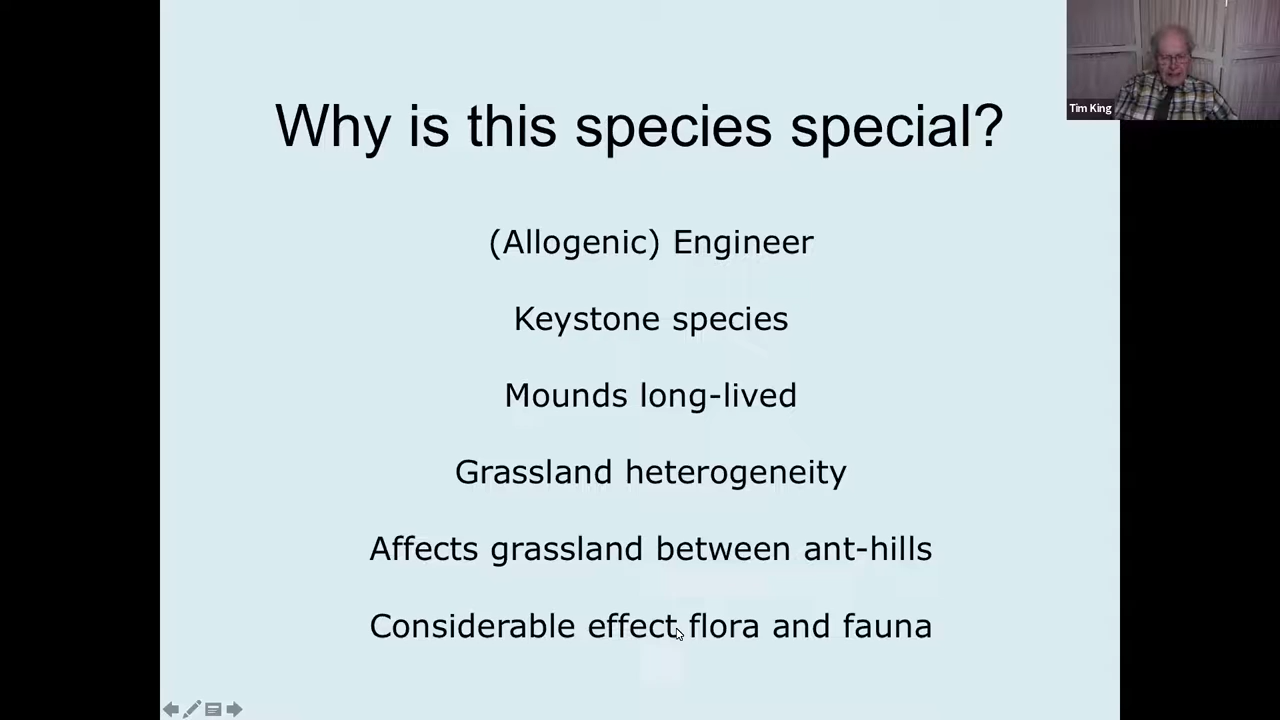 Why is this species special?
Tim King
(Allogenic) Engineer
Keystone species
Mounds long-lived
Grassland heterogeneity
Affects grassland between ant-hills
Considerable effect flora and fauna